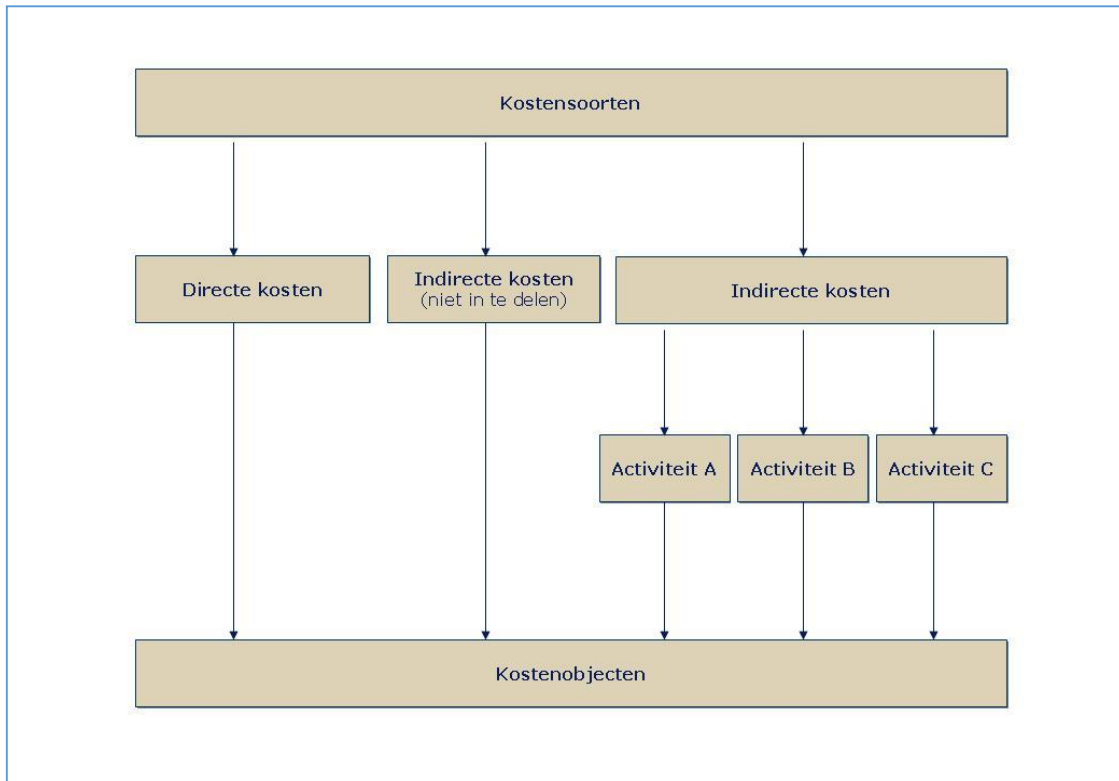 Kostensoorten
Directe kosten
Indirecte kosten
(niet in te delen)
Indirecte kosten
Activiteit A
Activiteit B
Activiteit C
Kostenobjecten